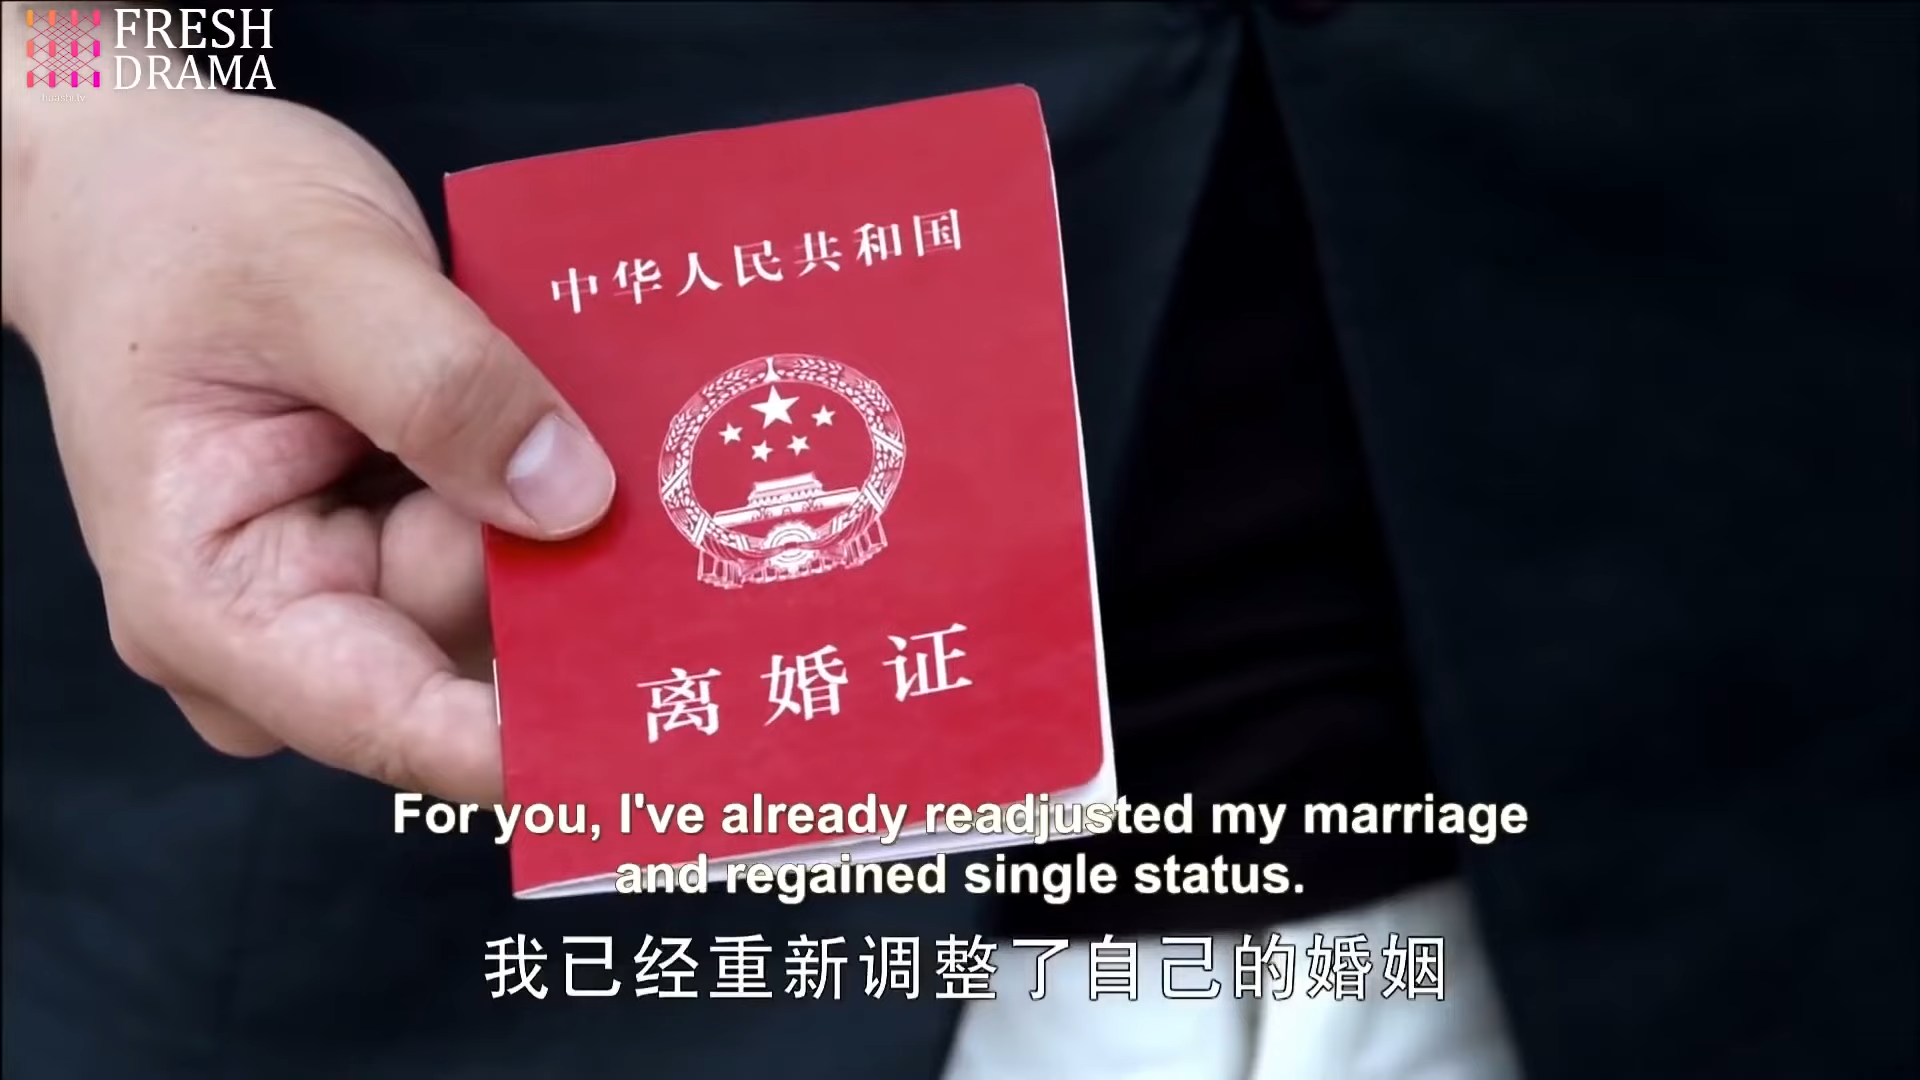 FRESH
DRAMA
中华人民共和国
离婚证
For you, I've already readjusted my marriage
and regained single status.
我已经重新调整了自己的婚姻